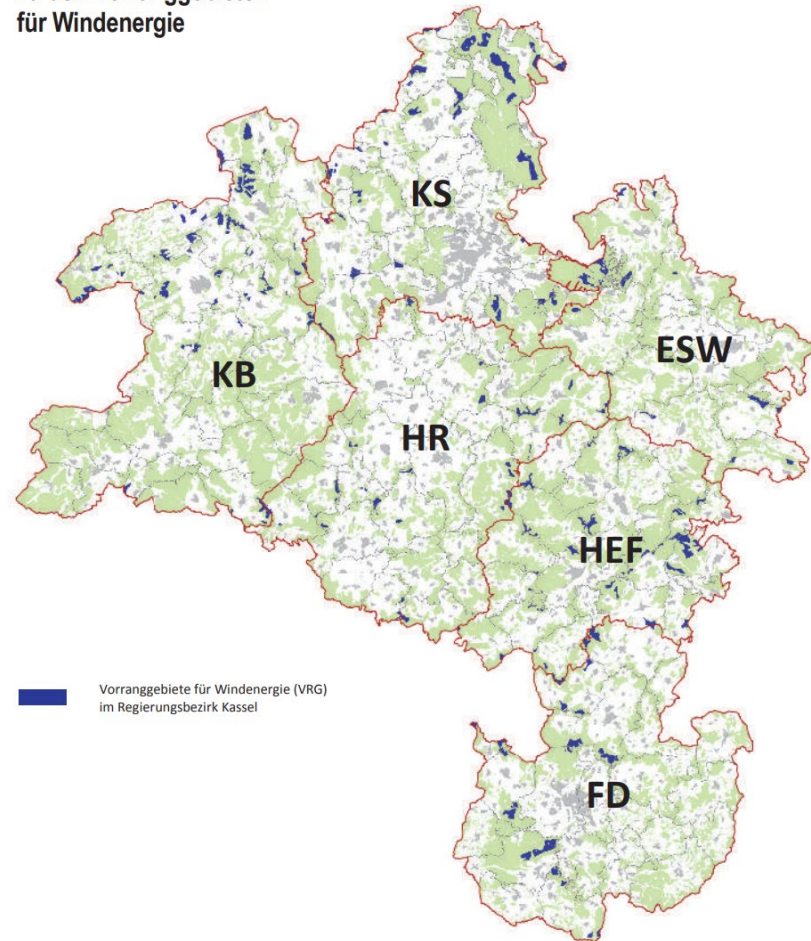 für Windenergie
KS
ESW
KB
HR
HEF
Vorranggebiete für Windenergie (VRG)
im Regierungsbezirk Kassel
FD